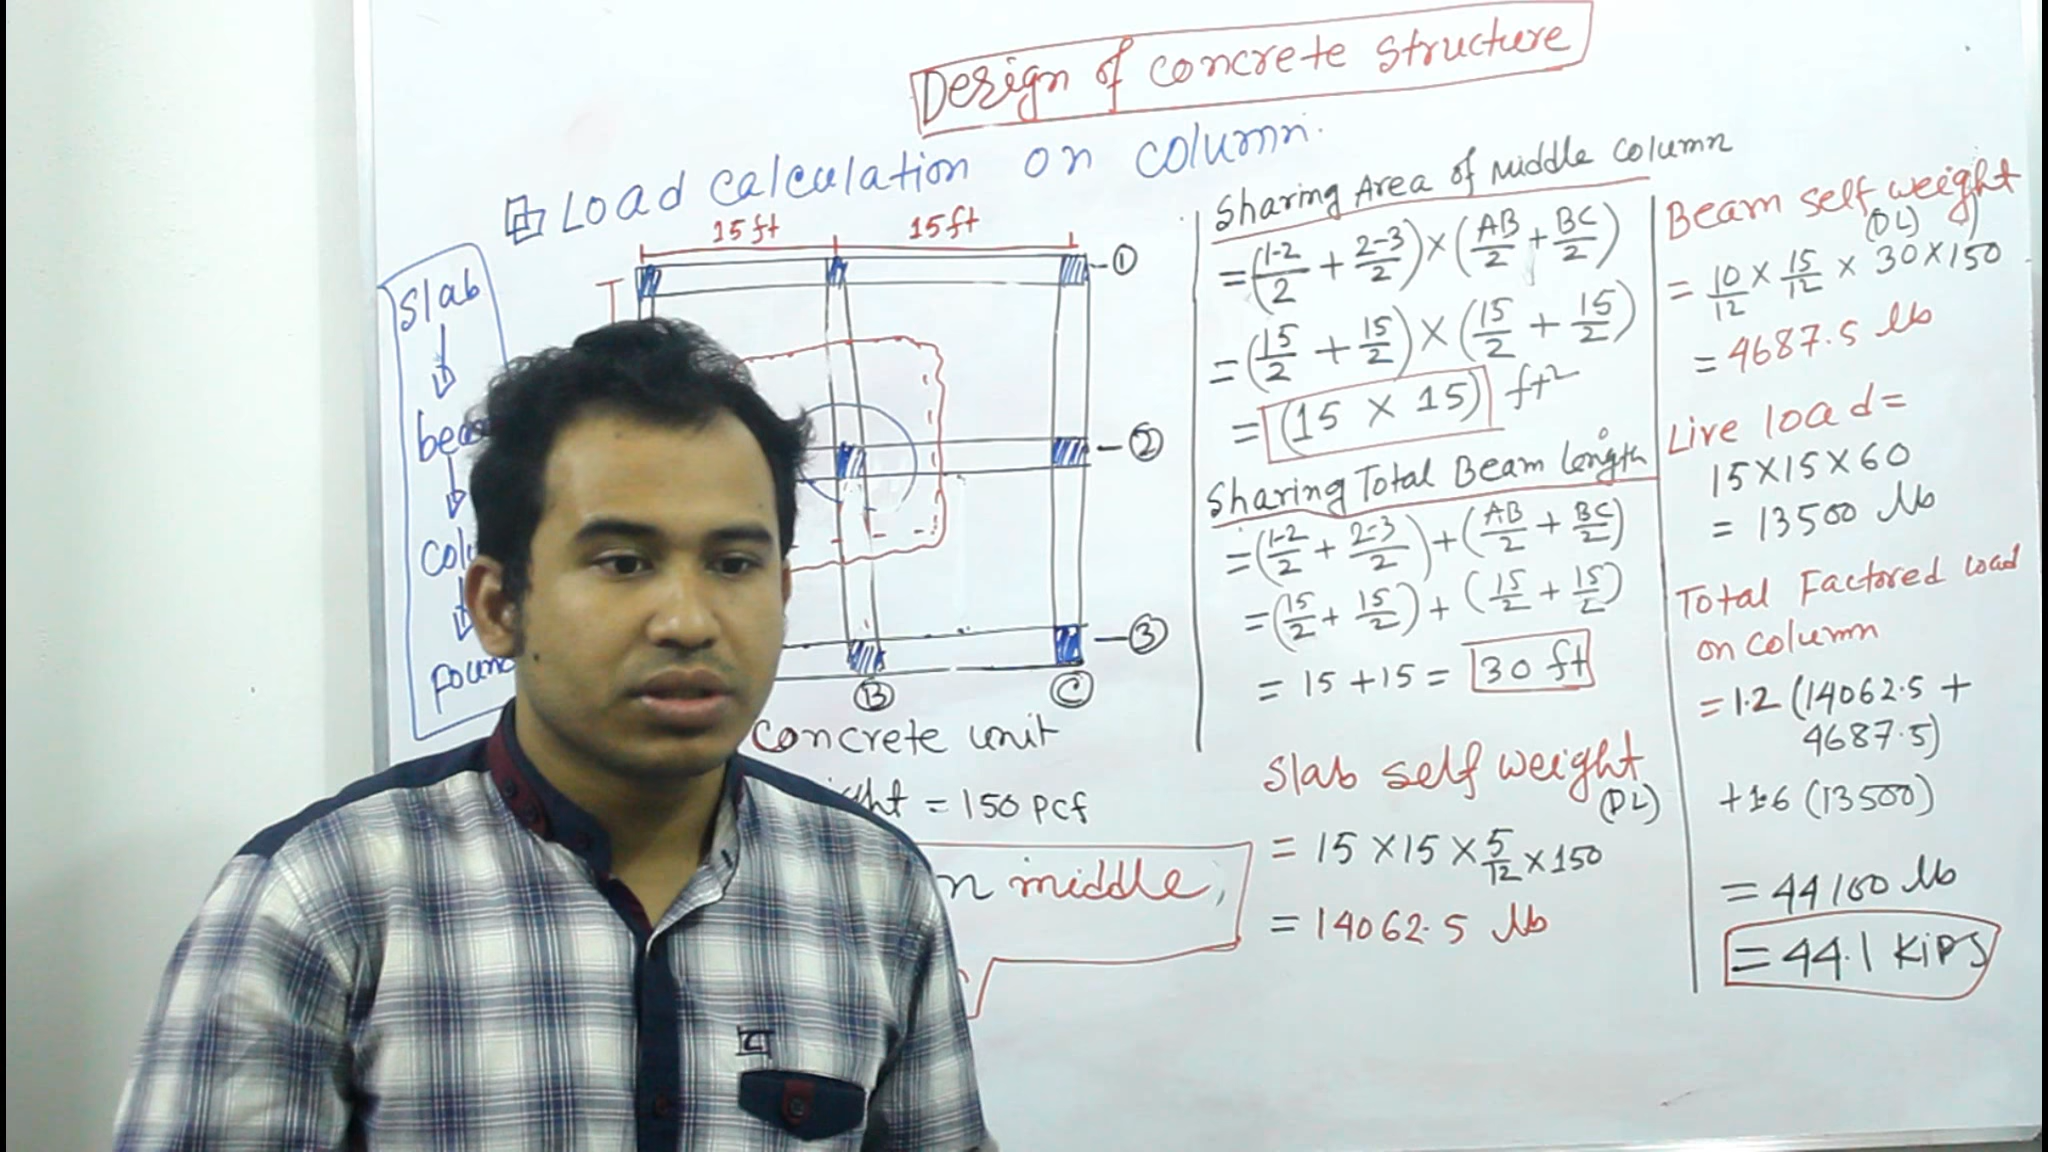 Design of concrete structure
Load calculation on column.
15 ft 15 ft
①
②
③
Ⓑ Ⓒ
slab
concrete unit
= 150 pcf
middle,
Sharing Area of Middle column
= (1-2/2 + 2-3/2) × (AB/2 + BC/2)
= (15/2 + 15/2) × (15/2 + 15/2)
= (15 × 15) ft²
Sharing Total Beam length
= (1-2/2 + 2-3/2) + (AB/2 + BC/2)
= (15/2 + 15/2) + (15/2 + 15/2)
= 15 + 15 = 30 ft
Slab self weight
(DL)
= 15 × 15 × 5/12 × 150
= 14062.5 lb
Beam self weight
(DL)
= 10/12 × 15/12 × 30 × 150
= 4687.5 lb
Live load =
15 × 15 × 60
= 13500 lb
Total Factored load
on column
= 1.2 (14062.5 +
4687.5)
+ 1.6 (13500)
= 44100 lb
= 44.1 kips